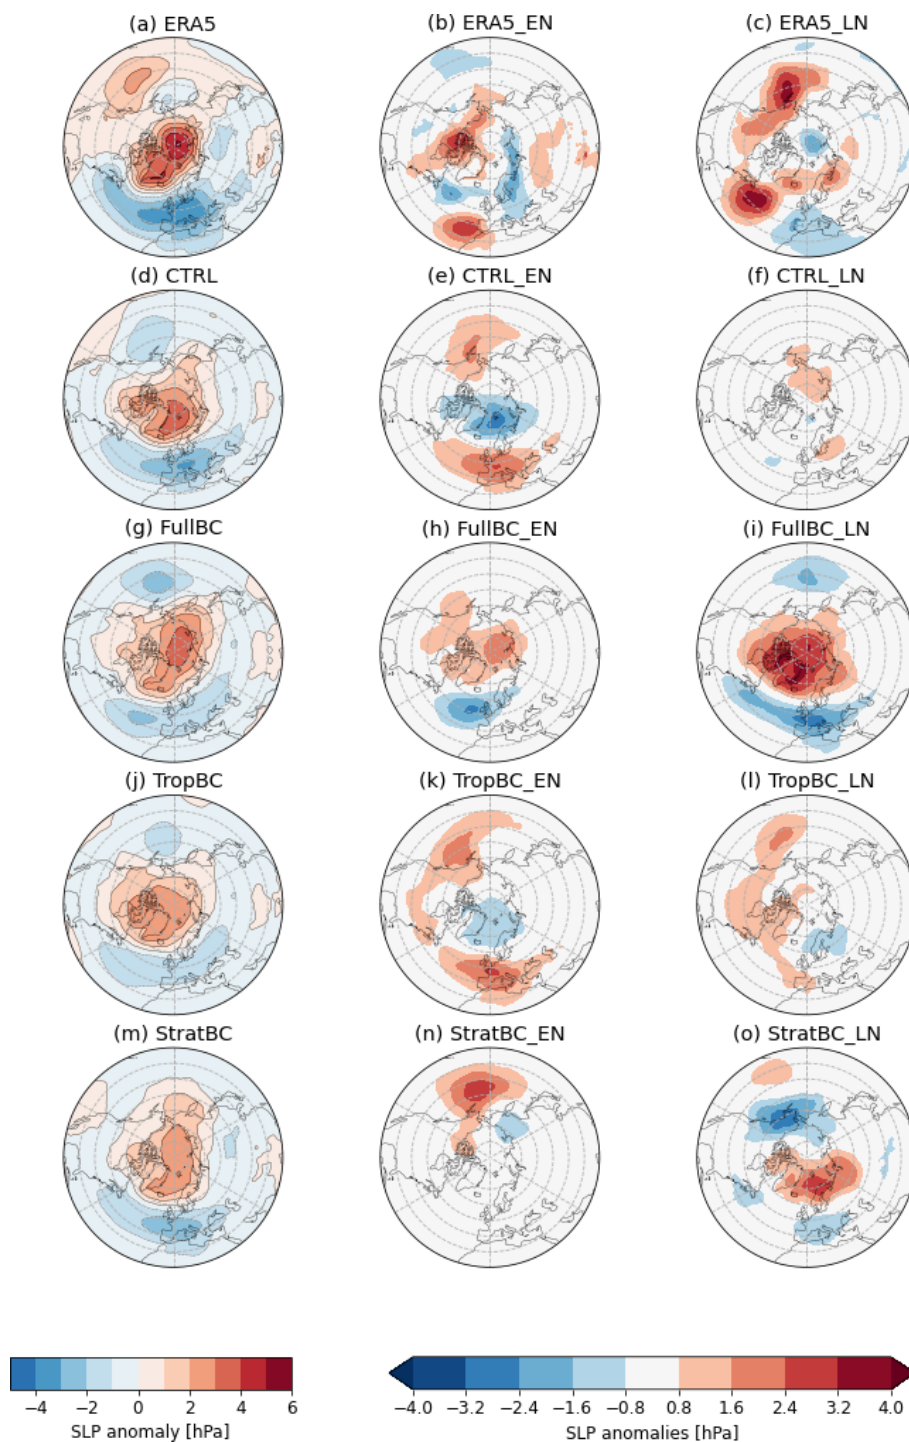 (a) ERA5
(b) ERA5_EN
(c) ERA5_LN
(d) CTRL
(e) CTRL_EN
(f) CTRL_LN
(g) FullBC
(h) FullBC_EN
(i) FullBC_LN
(j) TropBC
(k) TropBC_EN
(l) TropBC_LN
(m) StratBC
(n) StratBC_EN
(o) StratBC_LN
−4 −2 0 2 4 6
SLP anomaly [hPa]
−4.0 −3.2 −2.4 −1.6 −0.8 0.8 1.6 2.4 3.2 4.0
SLP anomalies [hPa]